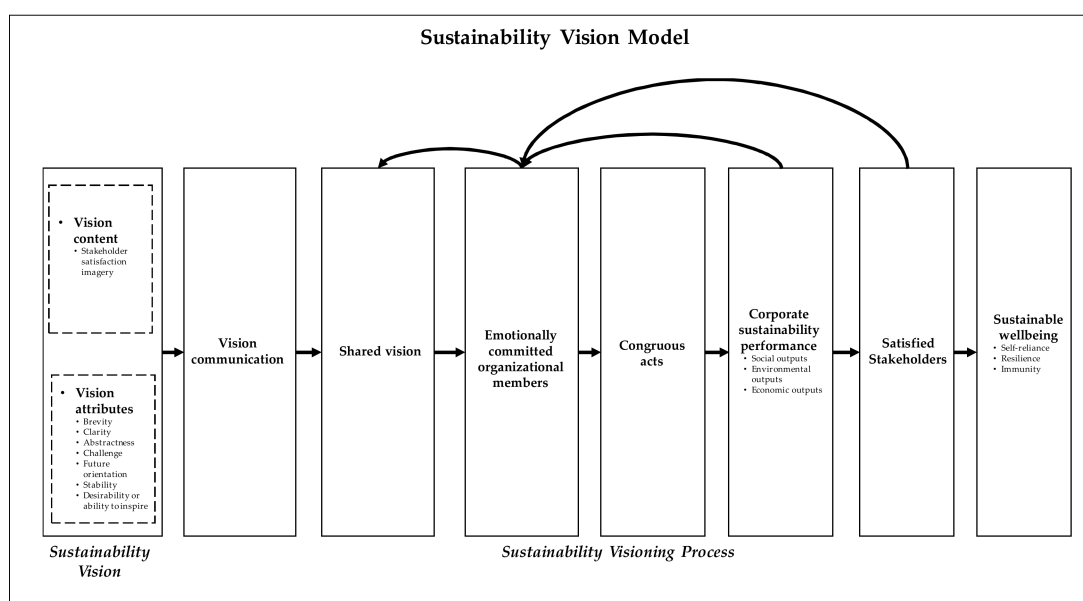 Sustainability Vision Model
• Vision
content
• Stakeholder
satisfaction
imagery
• Vision
attributes
• Brevity
• Clarity
• Abstractness
• Challenge
• Future
orientation
• Stability
• Desirability or
ability to inspire
Vision
communication
Shared vision
Emotionally
committed
organizational
members
Congruous
acts
Corporate
sustainability
performance
• Social outputs
• Environmental
outputs
• Economic outputs
Satisfied
Stakeholders
Sustainable
wellbeing
• Self-reliance
• Resilience
• Immunity
Sustainability
Vision
Sustainability Visioning Process